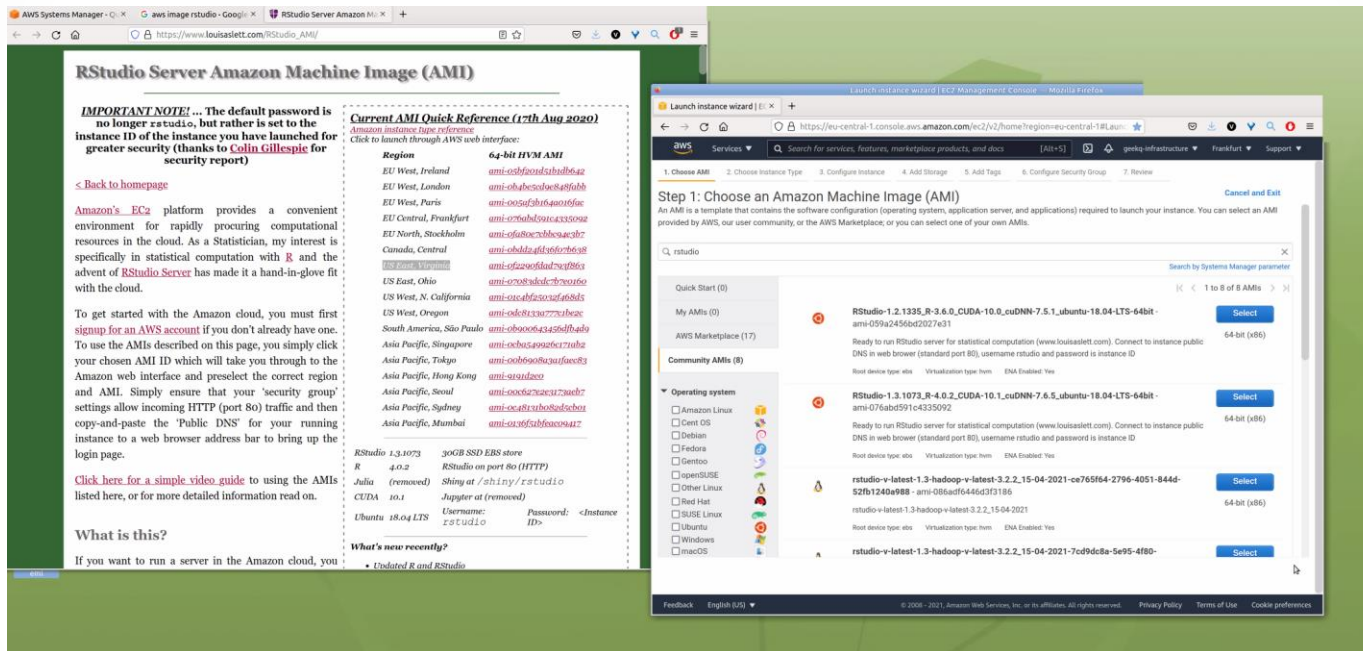 AWS Systems Manager - Q
aws image rstudio - Google
RStudio Server Amazon Ma
https://www.louisaslett.com/RStudio_AMI/
RStudio Server Amazon Machine Image (AMI)
IMPORTANT NOTE! ... The default password is
no longer rstudio, but rather is set to the
instance ID of the instance you have launched for
greater security (thanks to Colin Gillespie for
security report)
< Back to homepage
Amazon's EC2 platform provides a convenient
environment for rapidly procuring computational
resources in the cloud. As a Statistician, my interest is
specifically in statistical computation with R and the
advent of RStudio Server has made it a hand-in-glove fit
with the cloud.
To get started with the Amazon cloud, you must first
signup for an AWS account if you don't already have one.
To use the AMIs described on this page, you simply click
your chosen AMI ID which will take you through to the
Amazon web interface and preselect the correct region
and AMI. Simply ensure that your 'security group'
settings allow incoming HTTP (port 80) traffic and then
copy-and-paste the 'Public DNS' for your running
instance to a web browser address bar to bring up the
login page.
Click here for a simple video guide to using the AMIs
listed here, or for more detailed information read on.
What is this?
If you want to run a server in the Amazon cloud, you
Current AMI Quick Reference (17th Aug 2020)
Amazon instance type reference
Click to launch through AWS web interface:
Region 64-bit HVM AMI
EU West, Ireland
EU West, London
EU West, Paris
EU Central, Frankfurt ami-076abd591c4335092
EU North, Stockholm
Canada, Central
US East, Virginia
US East, Ohio
US West, N. California
US West, Oregon
South America, São Paulo
Asia Pacific, Singapore
Asia Pacific, Tokyo
Asia Pacific, Hong Kong ami-9191d2e0
Asia Pacific, Seoul
Asia Pacific, Sydney
Asia Pacific, Mumbai
RStudio 1.3.1073 30GB SSD EBS store
R 4.0.2 RStudio on port 80 (HTTP)
Julia (removed) Shiny at /shiny/rstudio
CUDA 10.1 Jupyter at (removed)
Ubuntu 18.04 LTS Username: rstudio Password: <Instance ID>
What's new recently?
• Updated R and RStudio
Launch instance wizard | EC2 Management Console — Mozilla Firefox
Launch instance wizard | EC
https://eu-central-1.console.aws.amazon.com/ec2/v2/home?region=eu-central-1#Launc
aws Services ▼ Search for services, features, marketplace products, and docs [Alt+S] geekq-infrastructure ▼ Frankfurt ▼ Support ▼
1. Choose AMI 2. Choose Instance Type 3. Configure Instance 4. Add Storage 5. Add Tags 6. Configure Security Group 7. Review
Step 1: Choose an Amazon Machine Image (AMI)
Cancel and Exit
An AMI is a template that contains the software configuration (operating system, application server, and applications) required to launch your instance. You can select an AMI
provided by AWS, our user community, or the AWS Marketplace; or you can select one of your own AMIs.
rstudio
Search by Systems Manager parameter
1 to 8 of 8 AMIs
Quick Start (0)
My AMIs (0)
AWS Marketplace (17)
Community AMIs (8)
Operating system
Amazon Linux
Cent OS
Debian
Fedora
Gentoo
openSUSE
Other Linux
Red Hat
SUSE Linux
Ubuntu
Windows
macOS
RStudio-1.2.1335_R-3.6.0_CUDA-10.0_cuDNN-7.5.1_ubuntu-18.04-LTS-64bit -
ami-059a2456bd2027e31
Ready to run RStudio server for statistical computation (www.louisaslett.com). Connect to instance public
DNS in web brower (standard port 80), username rstudio and password is instance ID
Root device type: ebs Virtualization type: hvm ENA Enabled: Yes
Select
64-bit (x86)
RStudio-1.3.1073_R-4.0.2_CUDA-10.1_cuDNN-7.6.5_ubuntu-18.04-LTS-64bit -
ami-076abd591c4335092
Ready to run RStudio server for statistical computation (www.louisaslett.com). Connect to instance public
DNS in web brower (standard port 80), username rstudio and password is instance ID
Root device type: ebs Virtualization type: hvm ENA Enabled: Yes
Select
64-bit (x86)
rstudio-v-latest-1.3-hadoop-v-latest-3.2.2_15-04-2021-ce765f64-2796-4051-844d-
52fb1240a988 - ami-086adf6446d3f3186
rstudio-v-latest-1.3-hadoop-v-latest-3.2.2_15-04-2021
Root device type: ebs Virtualization type: hvm ENA Enabled: Yes
Select
64-bit (x86)
rstudio-v-latest-1.3-hadoop-v-latest-3.2.2_15-04-2021-7cd9dc8a-5e95-4f80-
Select
Feedback English (US) ▼ © 2008 - 2021, Amazon Web Services, Inc. or its affiliates. All rights reserved. Privacy Policy Terms of Use Cookie preferences